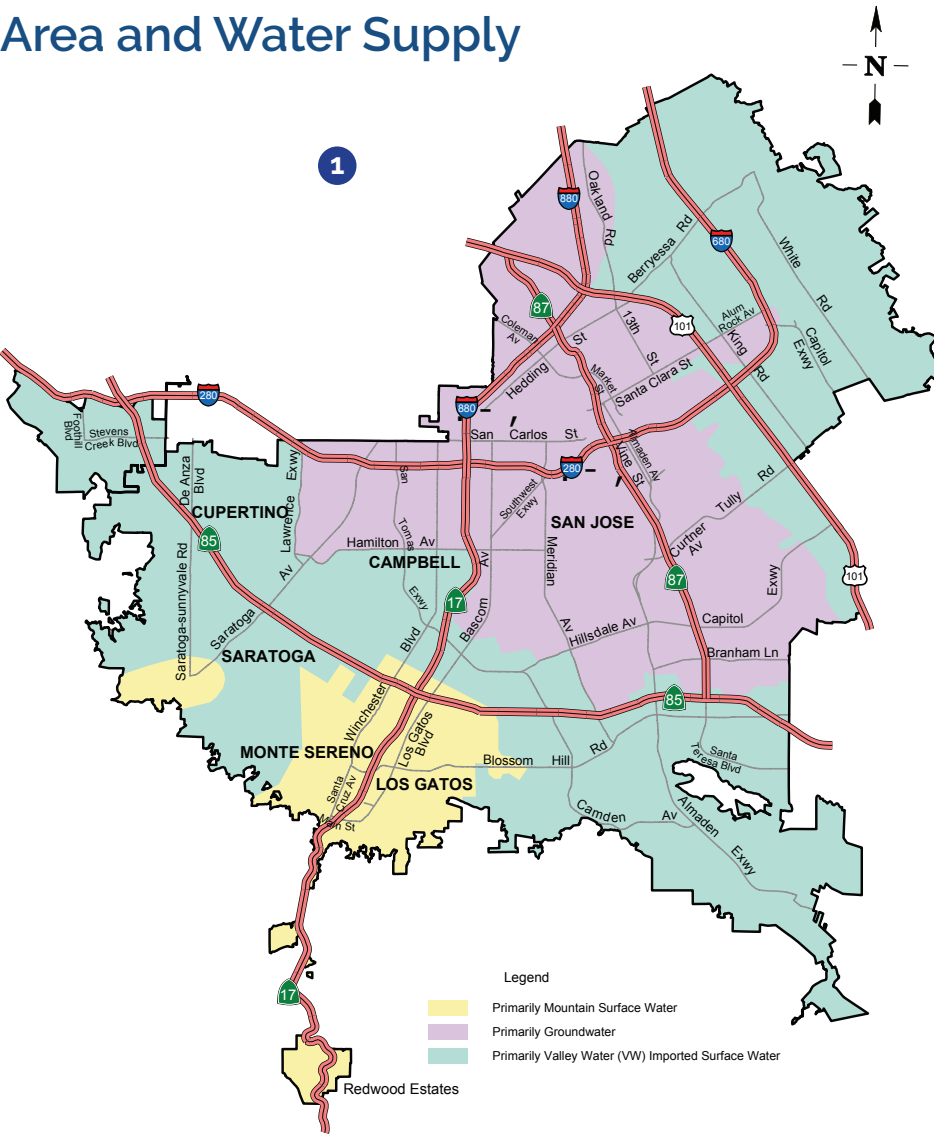 Area and Water Supply
N
1
880
Oakland
Rd
680
Berryessa Rd
White
Rd
87
101
Coleman
Av
13th
St
Alum
Rock Av
King
Rd
Capitol
Exwy
Hedding St
Market
St
Santa Clara St
280
880
Foothill
Blvd
Stevens
Creek Blvd
San Carlos St
280
Almaden Av
Vine St
De Anza
Blvd
Lawrence Exwy
San
Tomas
Exwy
Southwest
Exwy
Tully Rd
CUPERTINO
SAN JOSE
85
Hamilton Av
CAMPBELL
Meridian
Av
Curtner
Av
Saratoga-sunnyvale Rd
Saratoga Av
17
87
101
Bascom Av
Exwy
Capitol
Hillsdale Av
Blvd
Winchester
SARATOGA
Branham Ln
85
Los Gatos
Blvd
MONTE SERENO
Blossom Hill
Rd
Santa
Teresa Blvd
Santa
Cruz Av
LOS GATOS
Main St
Camden Av
Almaden
Exwy
17
Legend
Primarily Mountain Surface Water
Primarily Groundwater
Primarily Valley Water (VW) Imported Surface Water
Redwood Estates